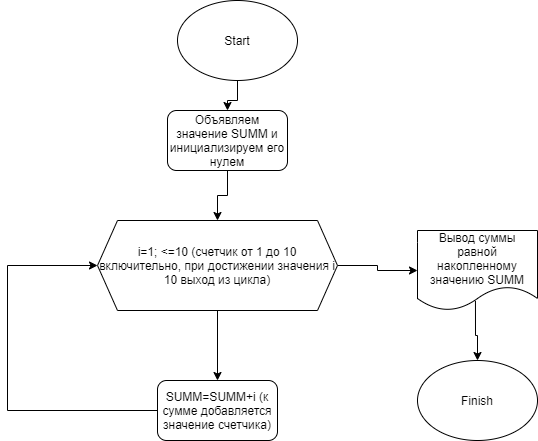 Start
Объявляем
значение SUMM и
инициализируем его
нулем
i=1; <=10 (счетчик от 1 до 10
включительно, при достижении значения i
10 выход из цикла)
Вывод суммы
равной
накопленному
значению SUMM
SUMM=SUMM+i (к
сумме добавляется
значение счетчика)
Finish